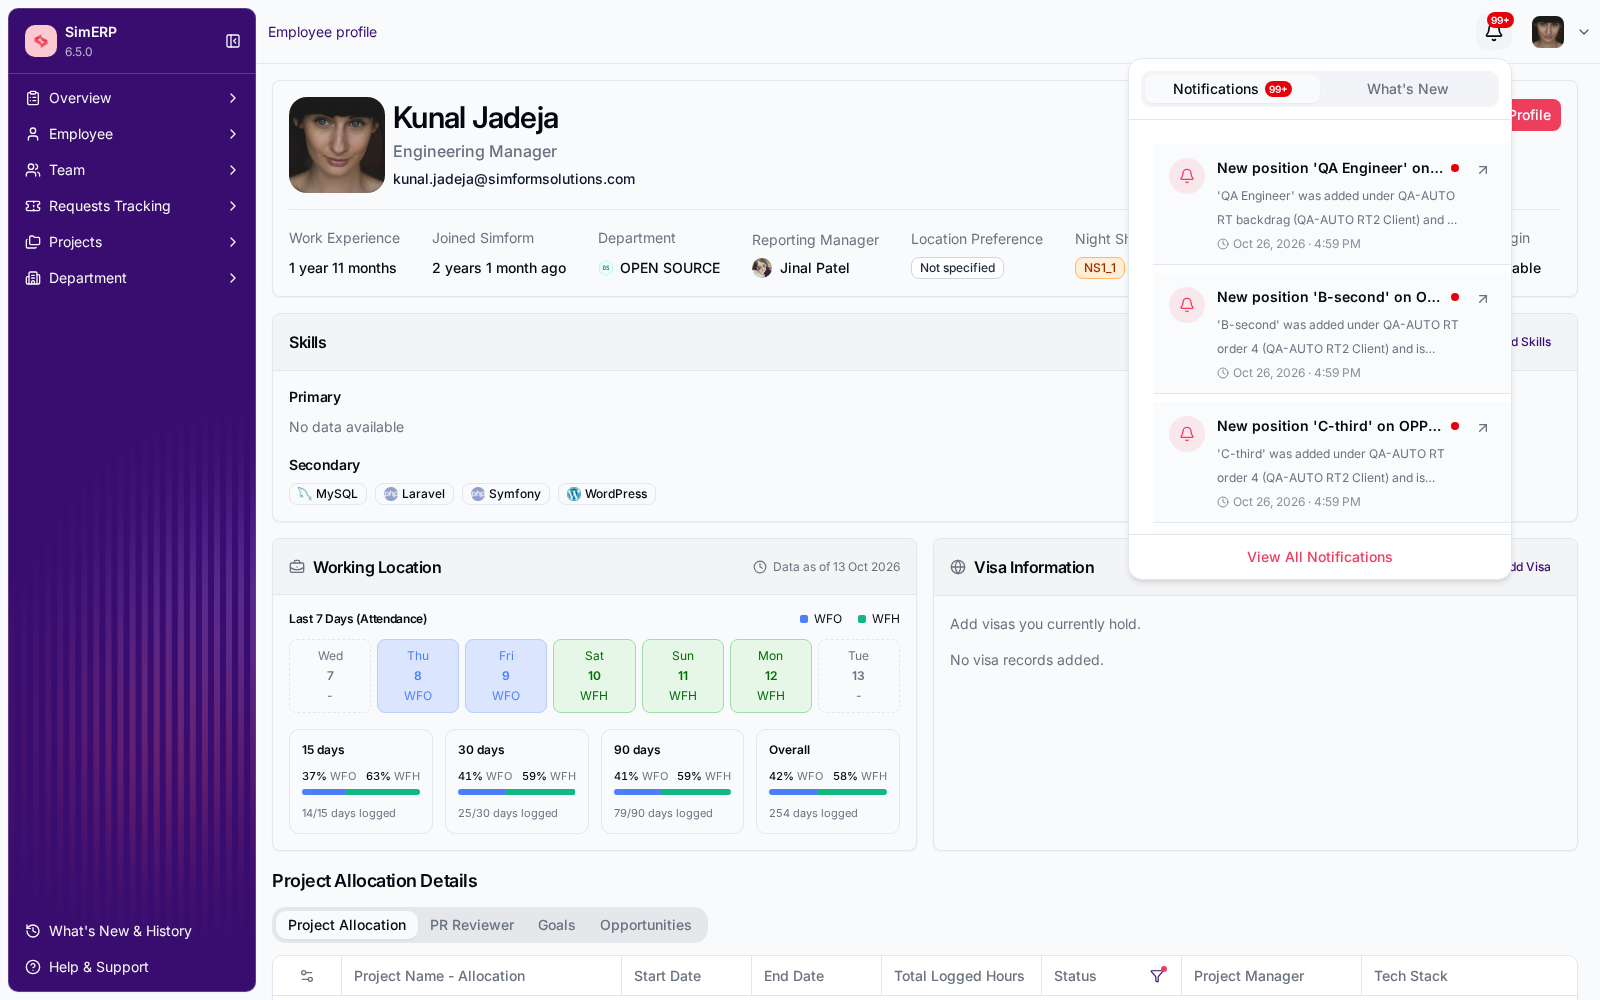 SimERP
6.5.0
Overview
Employee
Team
Requests Tracking
Projects
Department
What's New & History
Help & Support
Employee profile
99+
Notifications 99+
What's New
New position 'QA Engineer' on...
'QA Engineer' was added under QA-AUTO
RT backdrag (QA-AUTO RT2 Client) and ...
Oct 26, 2026 · 4:59 PM
New position 'B-second' on O...
'B-second' was added under QA-AUTO RT
order 4 (QA-AUTO RT2 Client) and is...
Oct 26, 2026 · 4:59 PM
New position 'C-third' on OPP...
'C-third' was added under QA-AUTO RT
order 4 (QA-AUTO RT2 Client) and is...
Oct 26, 2026 · 4:59 PM
View All Notifications
Kunal Jadeja
Engineering Manager
kunal.jadeja@simformsolutions.com
Profile
Work Experience
1 year 11 months
Joined Simform
2 years 1 month ago
Department
OPEN SOURCE
Reporting Manager
Jinal Patel
Location Preference
Not specified
Night Sh
NS1_1
gin
able
Skills
d Skills
Primary
No data available
Secondary
MySQL
Laravel
Symfony
WordPress
Working Location
Data as of 13 Oct 2026
Last 7 Days (Attendance)
WFO
WFH
Wed
7
-
Thu
8
WFO
Fri
9
WFO
Sat
10
WFH
Sun
11
WFH
Mon
12
WFH
Tue
13
-
15 days
37% WFO 63% WFH
14/15 days logged
30 days
41% WFO 59% WFH
25/30 days logged
90 days
41% WFO 59% WFH
79/90 days logged
Overall
42% WFO 58% WFH
254 days logged
Visa Information
dd Visa
Add visas you currently hold.
No visa records added.
Project Allocation Details
Project Allocation
PR Reviewer
Goals
Opportunities
Project Name - Allocation
Start Date
End Date
Total Logged Hours
Status
Project Manager
Tech Stack